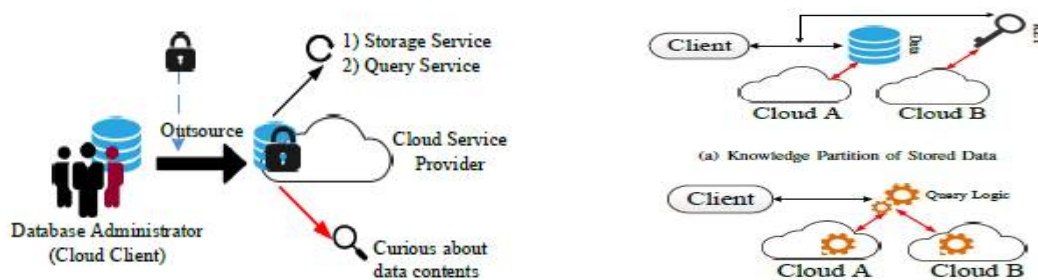 1) Storage Service
2) Query Service
Outsource
Cloud Service
Provider
Database Administrator
(Cloud Client)
Curious about
data contents
Client
Data
KEY
Cloud A
Cloud B
(a) Knowledge Partition of Stored Data
Client
Query Logic
Cloud A
Cloud B